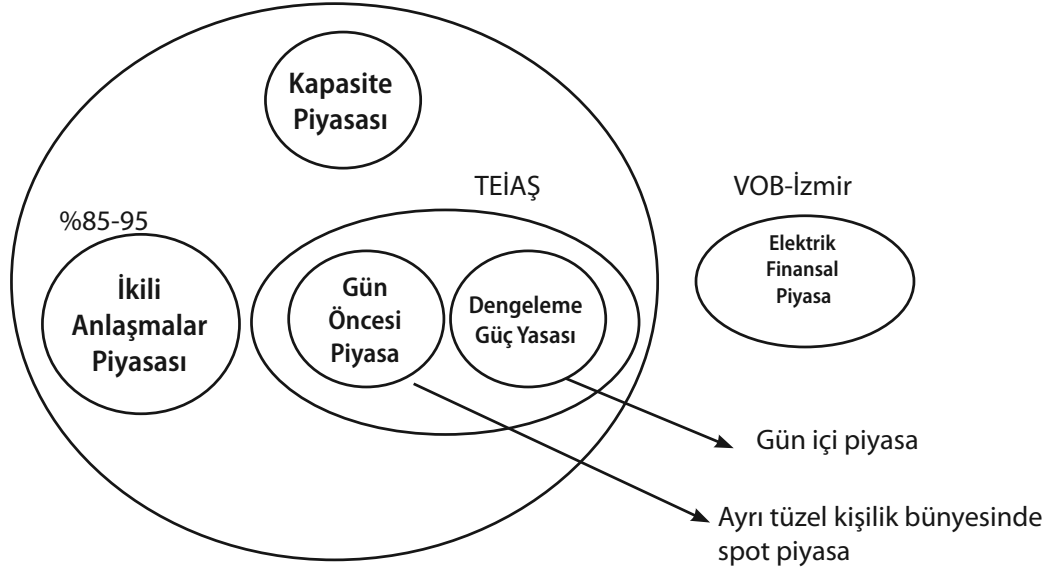 Kapasite
Piyasası
TEİAŞ
VOB-İzmir
%85-95
İkili
Anlaşmalar
Piyasası
Gün
Öncesi
Piyasa
Dengeleme
Güç Yasası
Elektrik
Finansal
Piyasa
Gün içi piyasa
Ayrı tüzel kişilik bünyesinde
spot piyasa